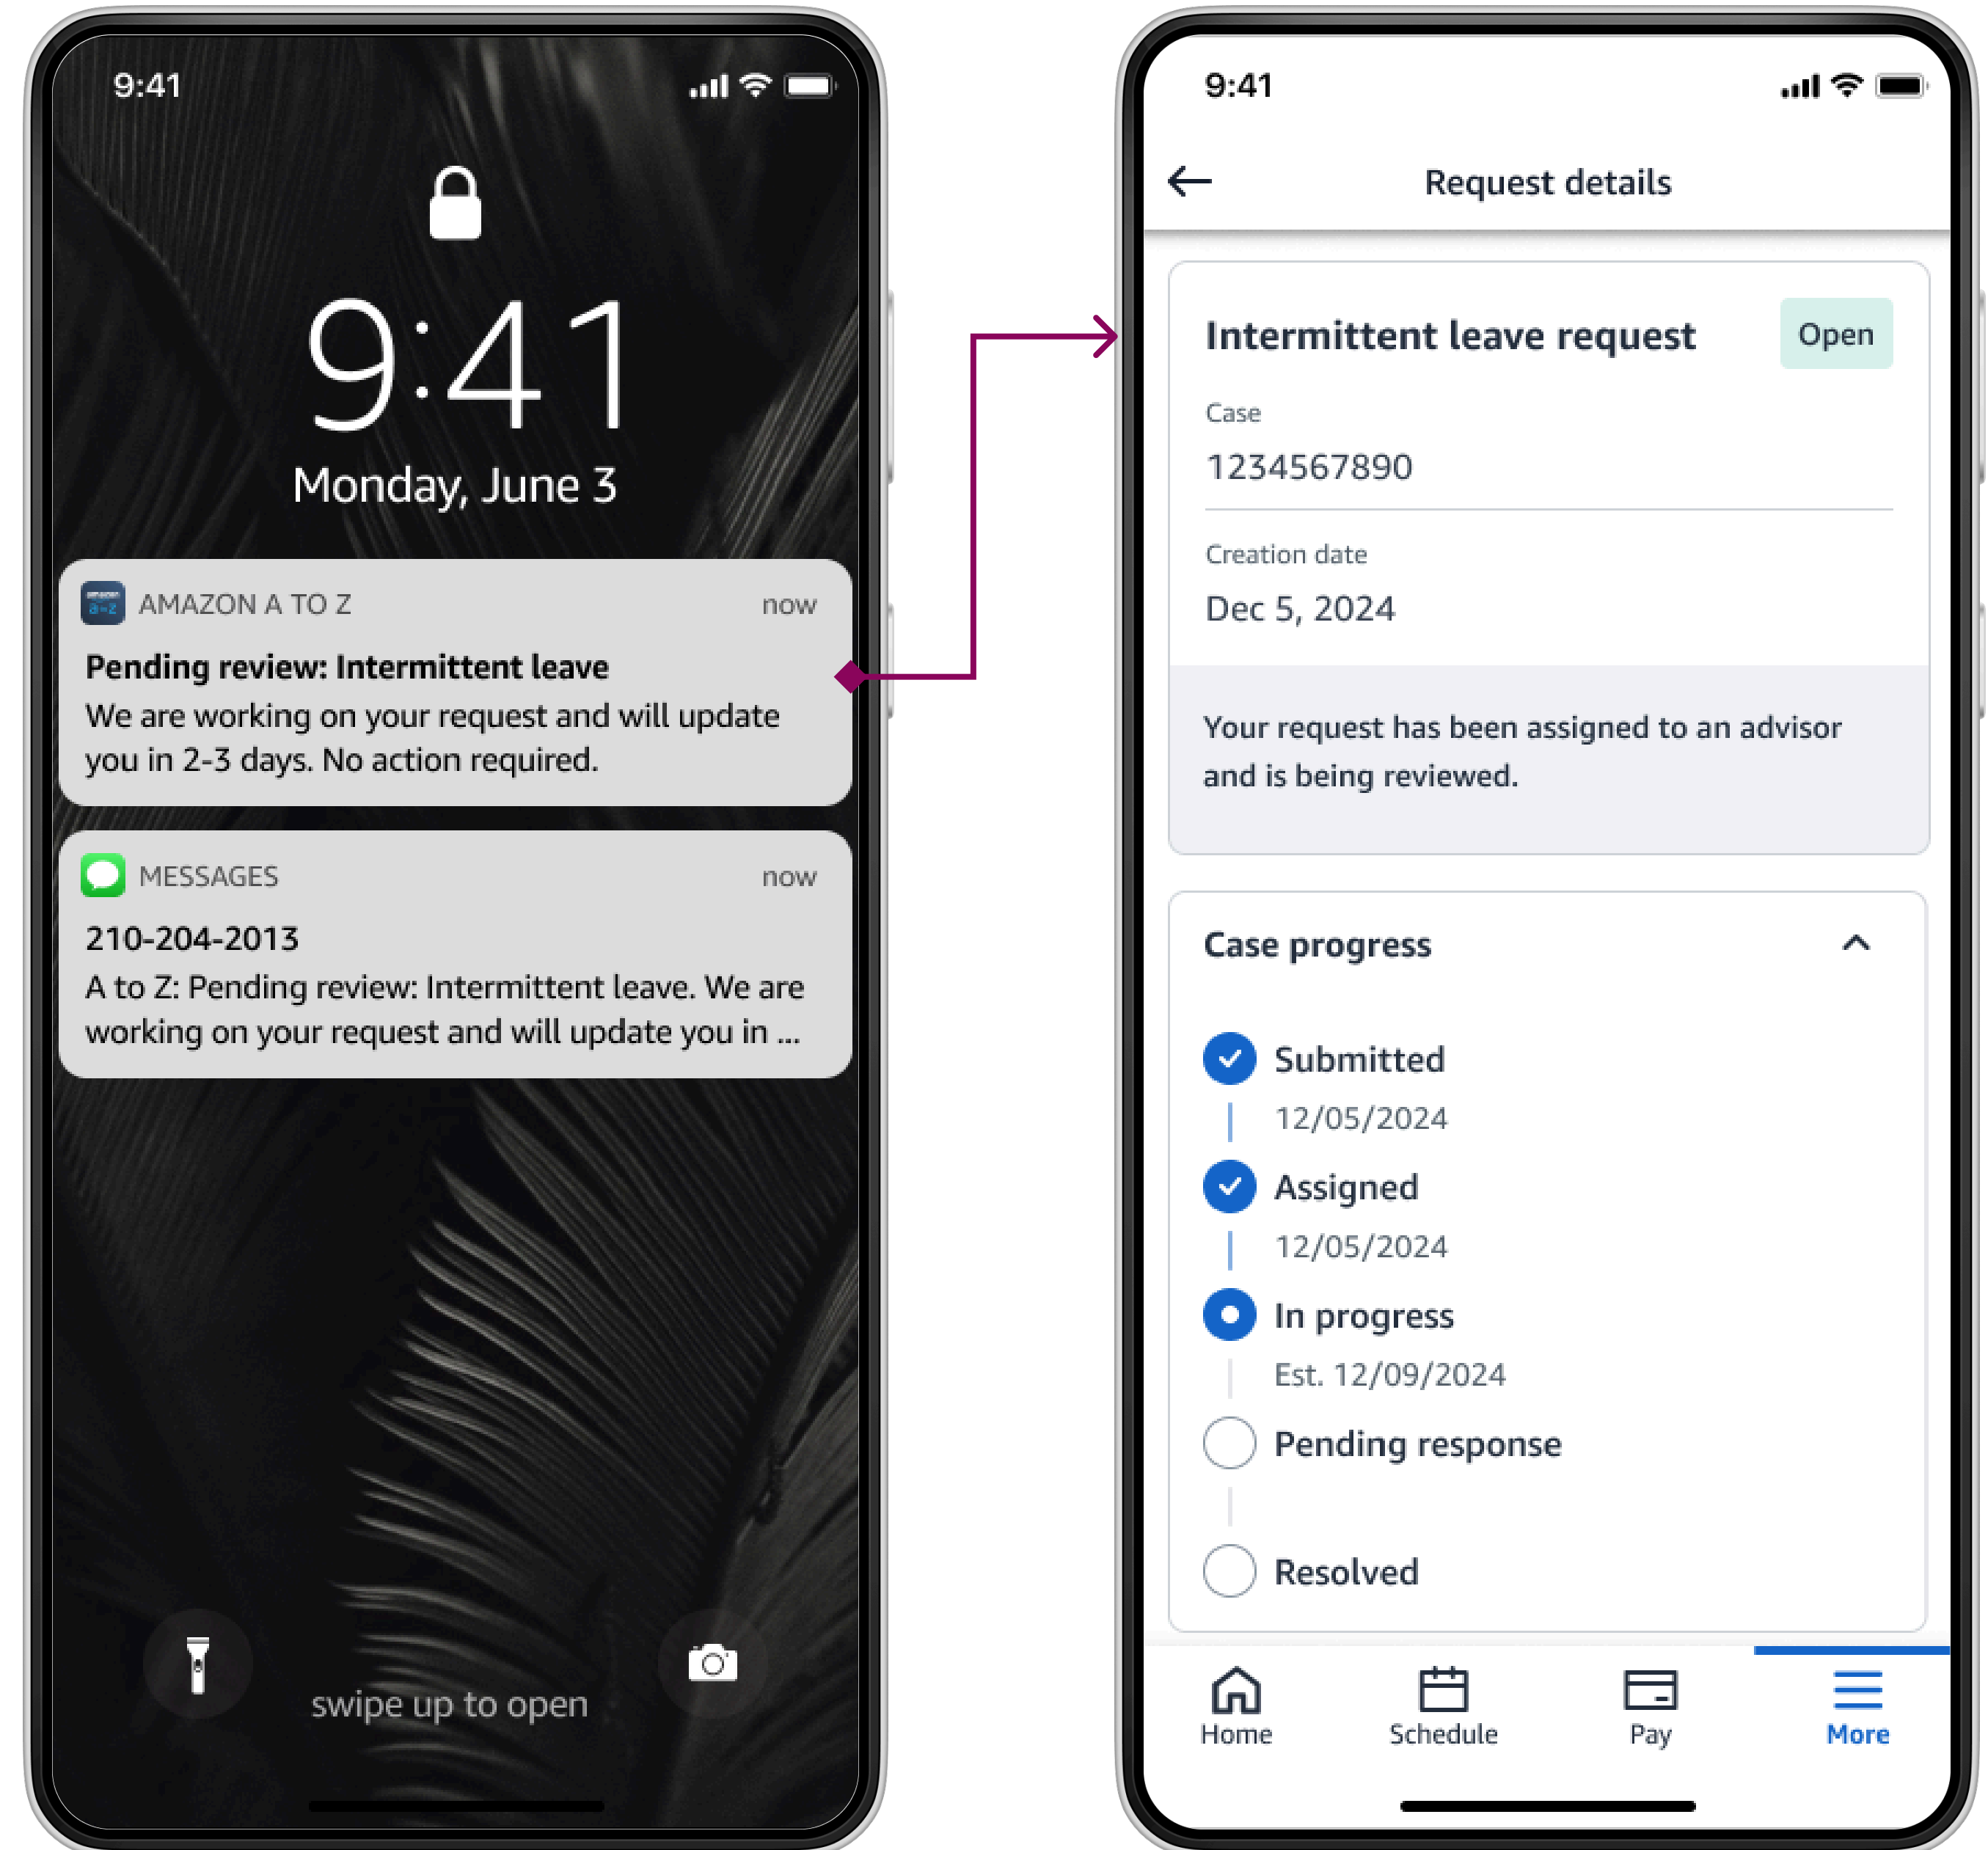 9:41
9:41
Monday, June 3
amazon
a→z
AMAZON A TO Z
now
Pending review: Intermittent leave
We are working on your request and will update
you in 2-3 days. No action required.
MESSAGES
now
210-204-2013
A to Z: Pending review: Intermittent leave. We are
working on your request and will update you in ...
swipe up to open
9:41
Request details
Intermittent leave request
Open
Case
1234567890
Creation date
Dec 5, 2024
Your request has been assigned to an advisor
and is being reviewed.
Case progress
Submitted
12/05/2024
Assigned
12/05/2024
In progress
Est. 12/09/2024
Pending response
Resolved
Home
Schedule
Pay
More